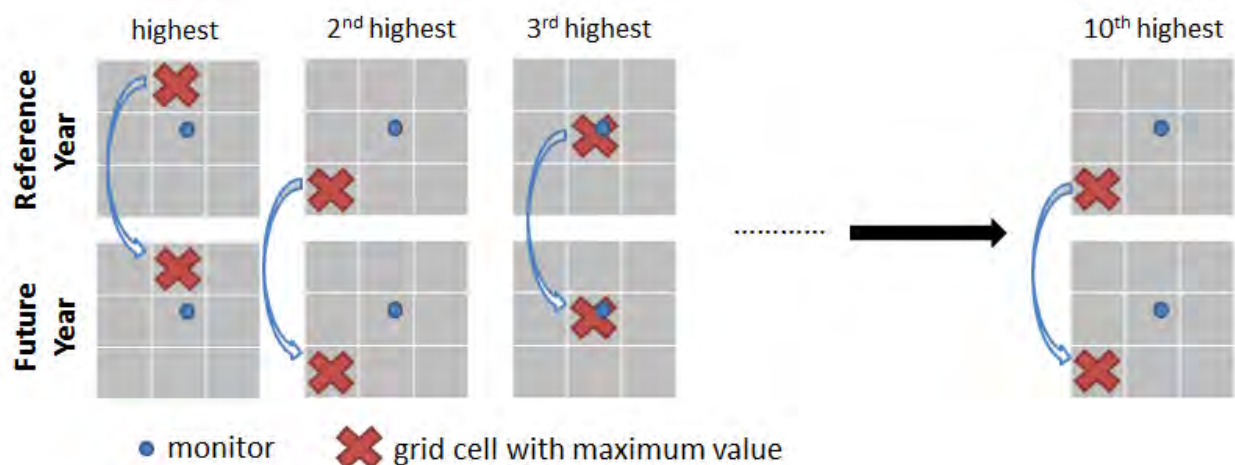 highest
2nd highest
3rd highest
10th highest
Reference
Year
Future
Year
monitor
grid cell with maximum value